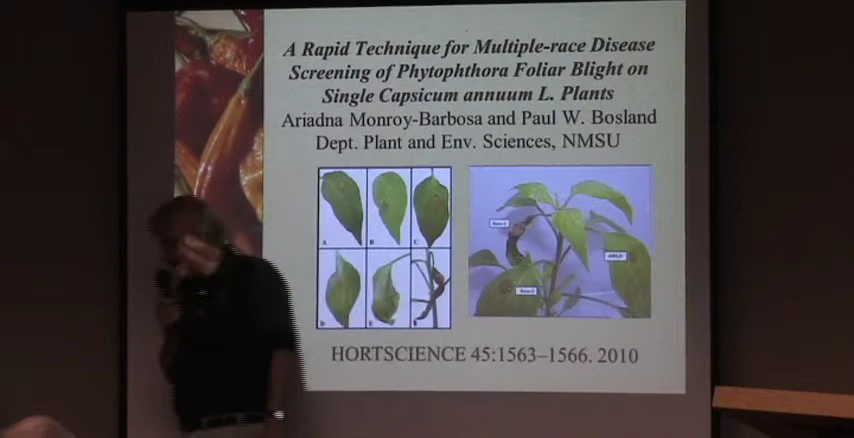 A Rapid Technique for Multiple-race Disease
Screening of Phytophthora Foliar Blight on
Single Capsicum annuum L. Plants
Ariadna Monroy-Barbosa and Paul W. Bosland
Dept. Plant and Env. Sciences, NMSU
A B C
D E
HORTSCIENCE 45:1563–1566. 2010